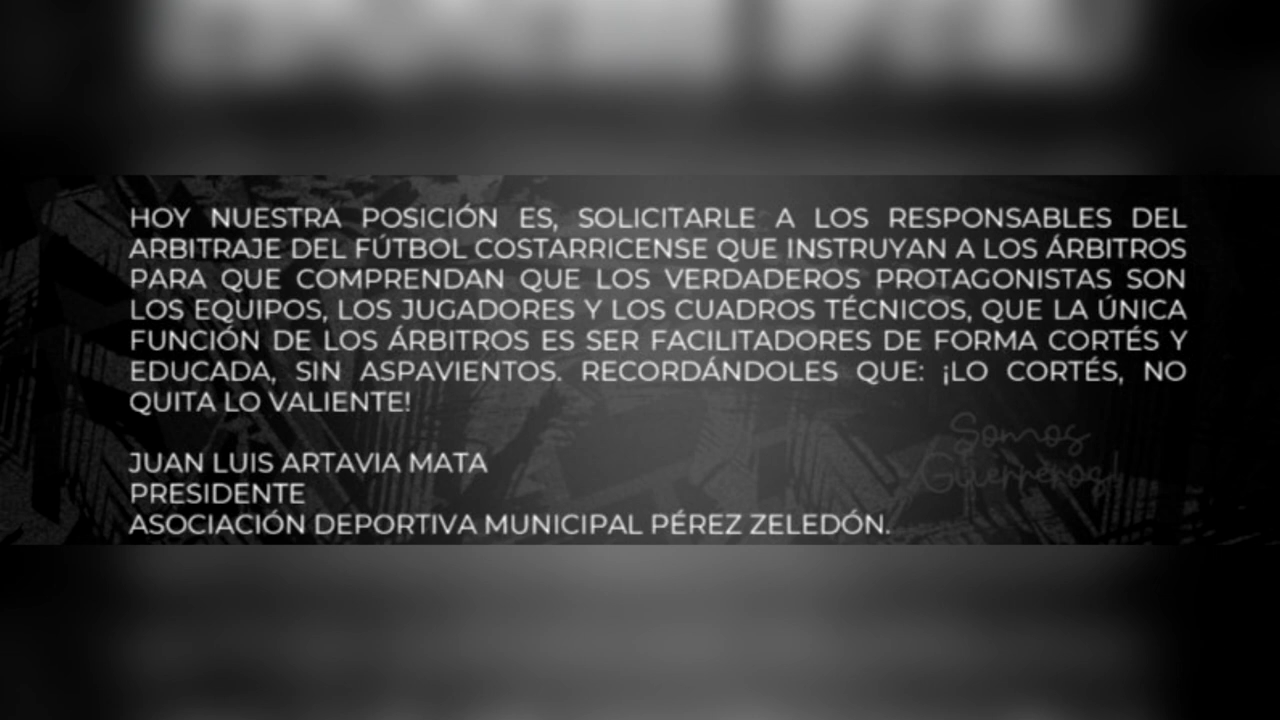 HOY NUESTRA POSICIÓN ES, SOLICITARLE A LOS RESPONSABLES DEL
ARBITRAJE DEL FÚTBOL COSTARRICENSE QUE INSTRUYAN A LOS ÁRBITROS
PARA QUE COMPRENDAN QUE LOS VERDADEROS PROTAGONISTAS SON
LOS EQUIPOS, LOS JUGADORES Y LOS CUADROS TÉCNICOS, QUE LA ÚNICA
FUNCIÓN DE LOS ÁRBITROS ES SER FACILITADORES DE FORMA CORTÉS Y
EDUCADA, SIN ASPAVIENTOS. RECORDÁNDOLES QUE: ¡LO CORTÉS, NO
QUITA LO VALIENTE!
Somos
Guerreros!
JUAN LUIS ARTAVIA MATA
PRESIDENTE
ASOCIACIÓN DEPORTIVA MUNICIPAL PÉREZ ZELEDÓN.